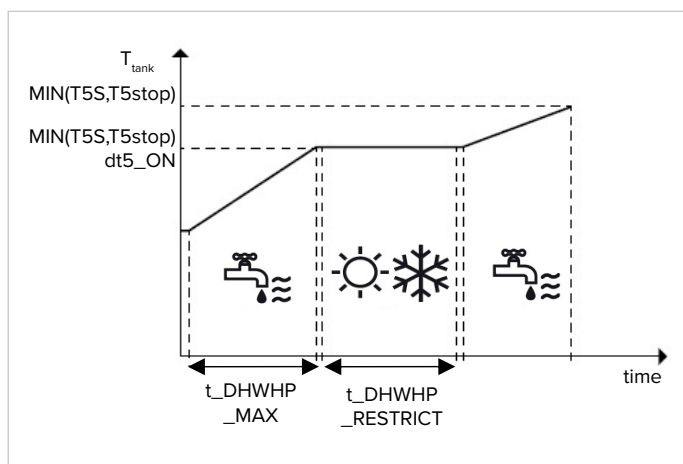 T_tank
MIN(T5S,T5stop)
MIN(T5S,T5stop)
dt5_ON
time
t_DHWHP
_MAX
t_DHWHP
_RESTRICT